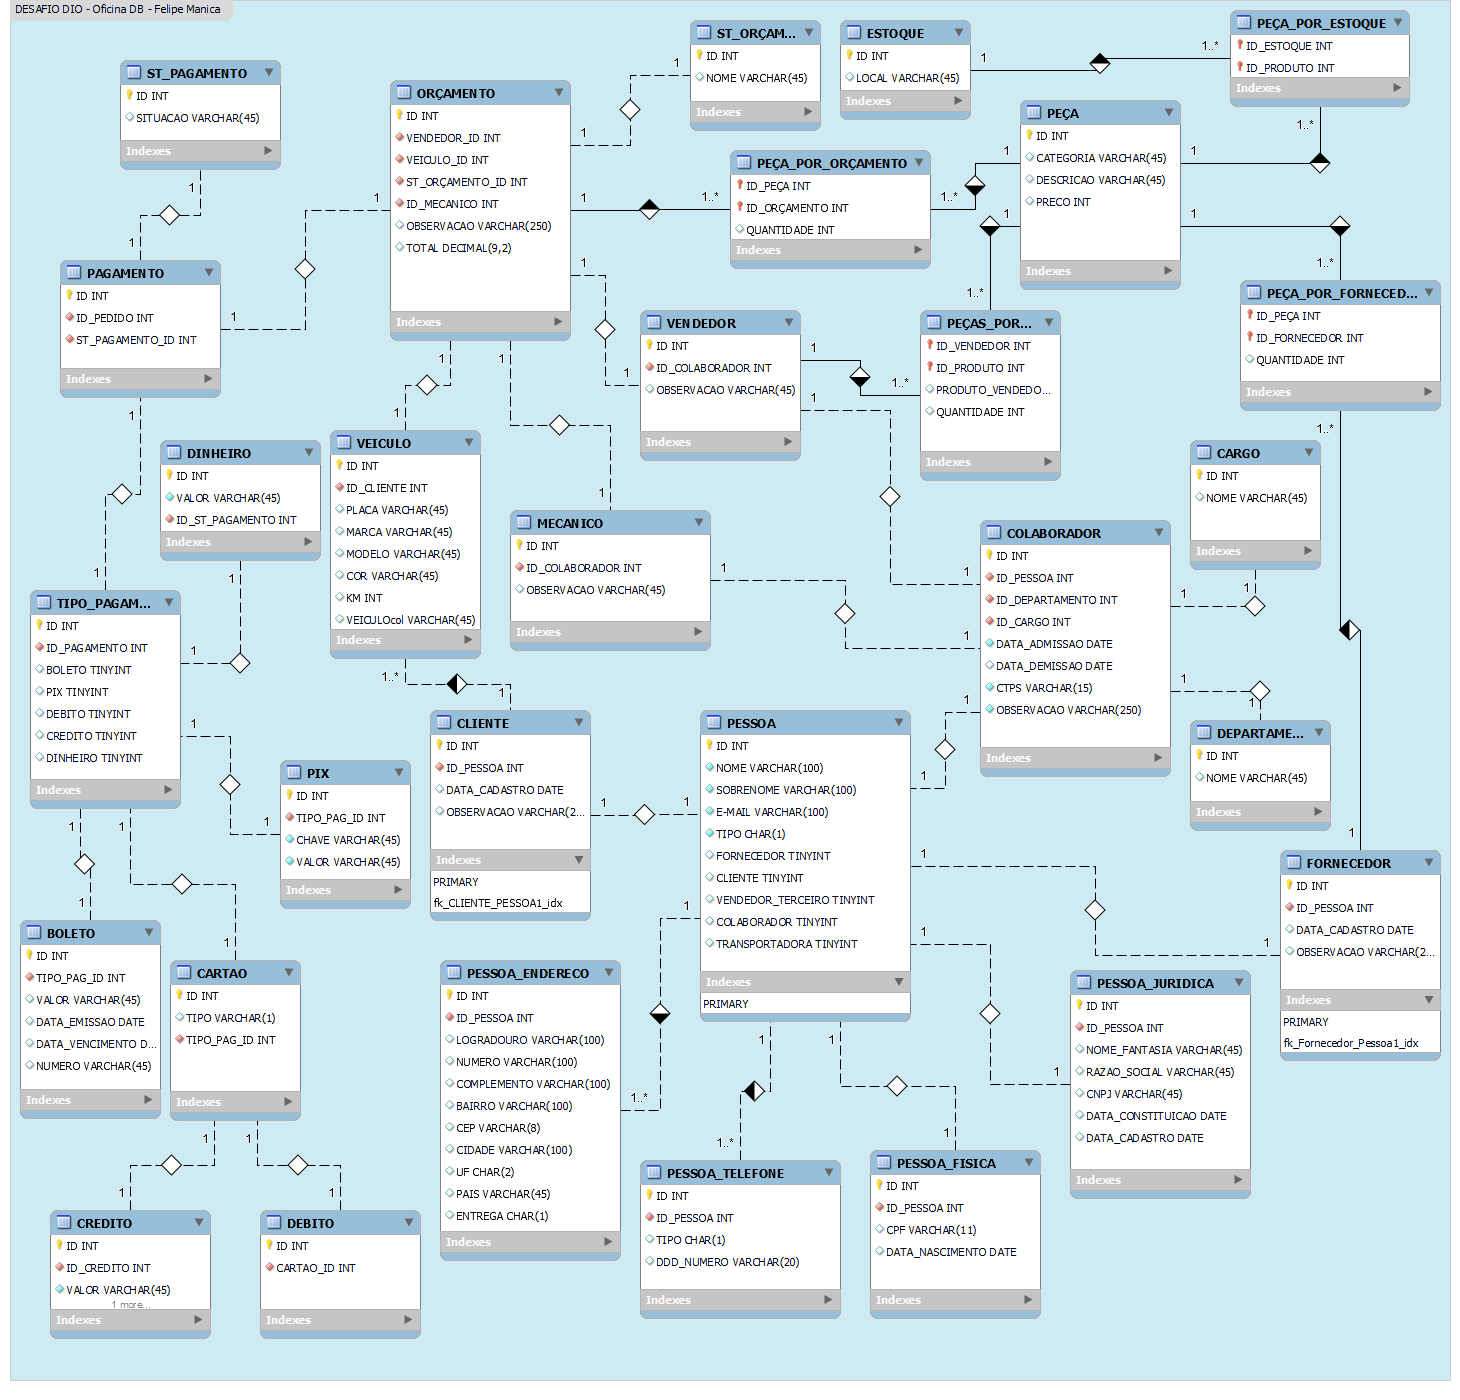 DESAFIO DIO - Oficina DB - Felipe Manica
ST_PAGAMENTO
ID INT
SITUACAO VARCHAR(45)
Indexes
ORÇAMENTO
ID INT
VENDEDOR_ID INT
VEICULO_ID INT
ST_ORÇAMENTO_ID INT
ID_MECANICO INT
OBSERVACAO VARCHAR(250)
TOTAL DECIMAL(9,2)
Indexes
ST_ORÇAM...
ID INT
NOME VARCHAR(45)
Indexes
ESTOQUE
ID INT
LOCAL VARCHAR(45)
Indexes
PEÇA_POR_ESTOQUE
ID_ESTOQUE INT
ID_PRODUTO INT
Indexes
PEÇA
ID INT
CATEGORIA VARCHAR(45)
DESCRICAO VARCHAR(45)
PRECO INT
Indexes
PEÇA_POR_ORÇAMENTO
ID_PEÇA INT
ID_ORÇAMENTO INT
QUANTIDADE INT
Indexes
PAGAMENTO
ID INT
ID_PEDIDO INT
ST_PAGAMENTO_ID INT
Indexes
VENDEDOR
ID INT
ID_COLABORADOR INT
OBSERVACAO VARCHAR(45)
Indexes
PEÇAS_POR...
ID_VENDEDOR INT
ID_PRODUTO INT
PRODUTO_VENDEDO...
QUANTIDADE INT
Indexes
PEÇA_POR_FORNECED...
ID_PEÇA INT
ID_FORNECEDOR INT
QUANTIDADE INT
Indexes
DINHEIRO
ID INT
VALOR VARCHAR(45)
ID_ST_PAGAMENTO INT
Indexes
VEICULO
ID INT
ID_CLIENTE INT
PLACA VARCHAR(45)
MARCA VARCHAR(45)
MODELO VARCHAR(45)
COR VARCHAR(45)
KM INT
VEICULOcol VARCHAR(45)
Indexes
MECANICO
ID INT
ID_COLABORADOR INT
OBSERVACAO VARCHAR(45)
Indexes
COLABORADOR
ID INT
ID_PESSOA INT
ID_DEPARTAMENTO INT
ID_CARGO INT
DATA_ADMISSAO DATE
DATA_DEMISSAO DATE
CTPS VARCHAR(15)
OBSERVACAO VARCHAR(250)
Indexes
CARGO
ID INT
NOME VARCHAR(45)
Indexes
TIPO_PAGAM...
ID INT
ID_PAGAMENTO INT
BOLETO TINYINT
PIX TINYINT
DEBITO TINYINT
CREDITO TINYINT
DINHEIRO TINYINT
Indexes
DEPARTAME...
ID INT
NOME VARCHAR(45)
Indexes
PIX
ID INT
TIPO_PAG_ID INT
CHAVE VARCHAR(45)
VALOR VARCHAR(45)
Indexes
CLIENTE
ID INT
ID_PESSOA INT
DATA_CADASTRO DATE
OBSERVACAO VARCHAR(2...
Indexes
PRIMARY
fk_CLIENTE_PESSOA1_idx
PESSOA
ID INT
NOME VARCHAR(100)
SOBRENOME VARCHAR(100)
E-MAIL VARCHAR(100)
TIPO CHAR(1)
FORNECEDOR TINYINT
CLIENTE TINYINT
VENDEDOR_TERCEIRO TINYINT
COLABORADOR TINYINT
TRANSPORTADORA TINYINT
Indexes
PRIMARY
FORNECEDOR
ID INT
ID_PESSOA INT
DATA_CADASTRO DATE
OBSERVACAO VARCHAR(2...
Indexes
PRIMARY
fk_Fornecedor_Pessoa1_idx
BOLETO
ID INT
TIPO_PAG_ID INT
VALOR VARCHAR(45)
DATA_EMISSAO DATE
DATA_VENCIMENTO D...
NUMERO VARCHAR(45)
Indexes
CARTAO
ID INT
TIPO VARCHAR(1)
TIPO_PAG_ID INT
Indexes
PESSOA_ENDERECO
ID INT
ID_PESSOA INT
LOGRADOURO VARCHAR(100)
NUMERO VARCHAR(100)
COMPLEMENTO VARCHAR(100)
BAIRRO VARCHAR(100)
CEP VARCHAR(8)
CIDADE VARCHAR(100)
UF CHAR(2)
PAIS VARCHAR(45)
ENTREGA CHAR(1)
Indexes
PESSOA_JURIDICA
ID INT
ID_PESSOA INT
NOME_FANTASIA VARCHAR(45)
RAZAO_SOCIAL VARCHAR(45)
CNPJ VARCHAR(45)
DATA_CONSTITUICAO DATE
DATA_CADASTRO DATE
Indexes
PESSOA_TELEFONE
ID INT
ID_PESSOA INT
TIPO CHAR(1)
DDD_NUMERO VARCHAR(20)
Indexes
PESSOA_FISICA
ID INT
ID_PESSOA INT
CPF VARCHAR(11)
DATA_NASCIMENTO DATE
Indexes
CREDITO
ID INT
ID_CREDITO INT
VALOR VARCHAR(45)
1 more...
Indexes
DEBITO
ID INT
CARTAO_ID INT
Indexes